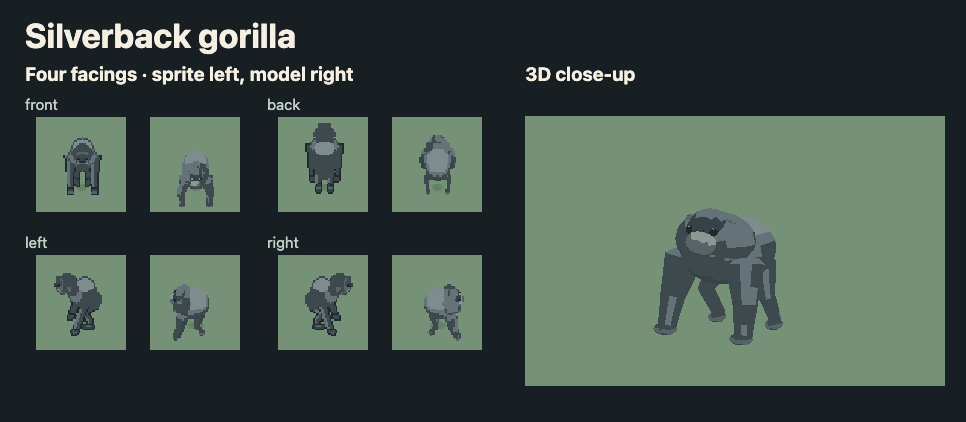 Silverback gorilla
Four facings · sprite left, model right
3D close-up
front
back
left
right